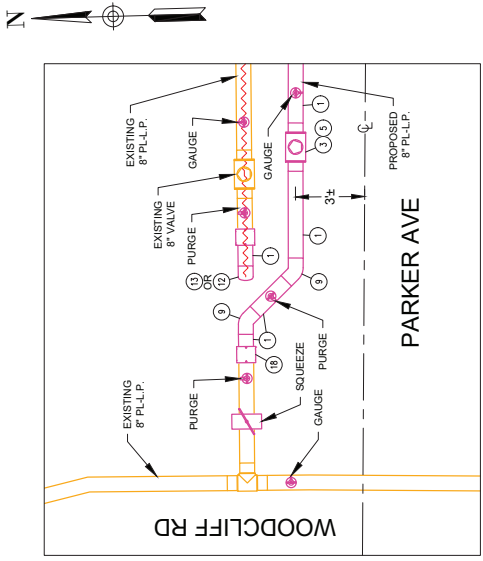 N
EXISTING
8" PL-L.P.
GAUGE
EXISTING
8" VALVE
PURGE
13
OR
12
1
GAUGE
1
PROPOSED
8" PL-L.P.
3 5
℄
3'±
1
9
9
1
18
PURGE
SQUEEZE
GAUGE
PURGE
EXISTING
8" PL-L.P.
PARKER AVE
WOODCLIFF RD